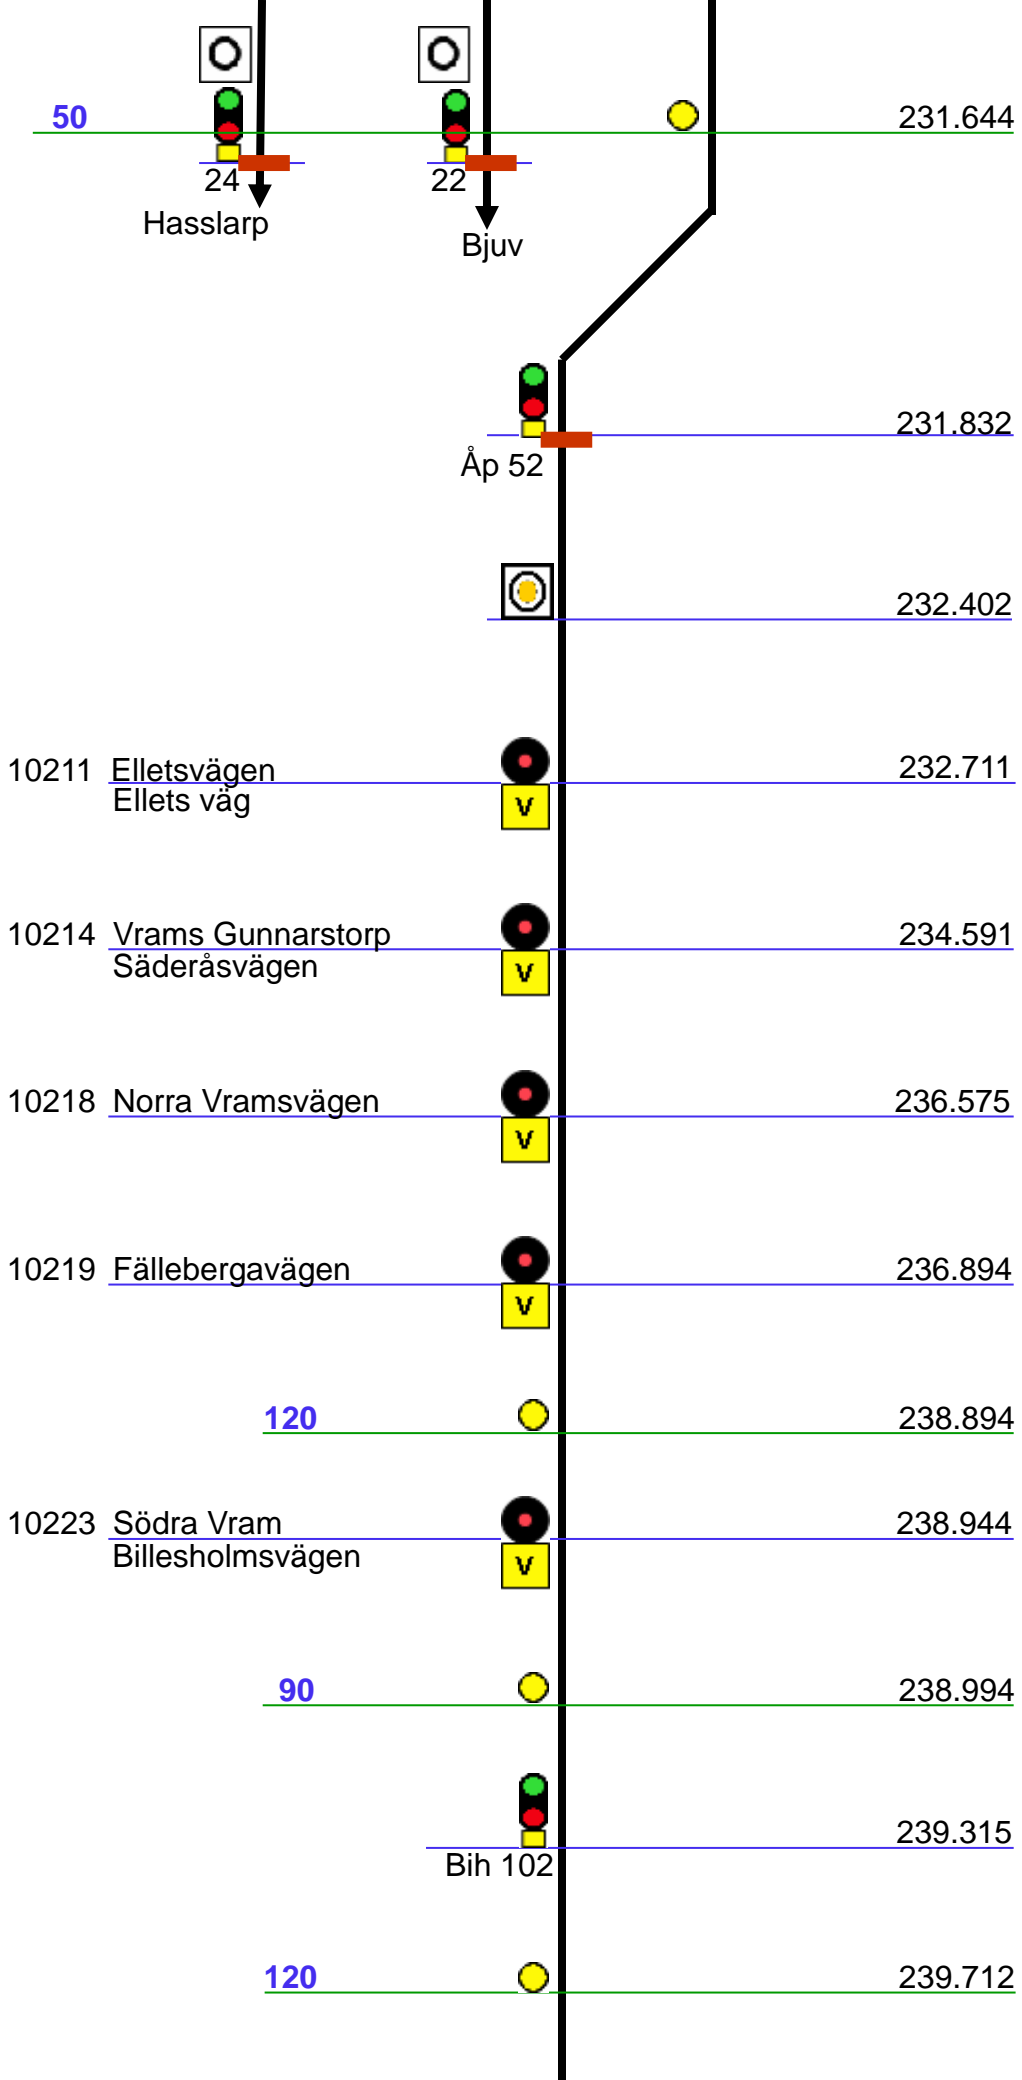 50 231.644
24 22
Hasslarp
Bjuv
231.832
Åp 52
232.402
10211 Elletsvägen 232.711
Ellets väg
V
10214 Vrams Gunnarstorp 234.591
Säderåsvägen
V
10218 Norra Vramsvägen 236.575
V
10219 Fällebergavägen 236.894
V
120 238.894
10223 Södra Vram 238.944
Billesholmsvägen
V
90 238.994
239.315
Bih 102
120 239.712